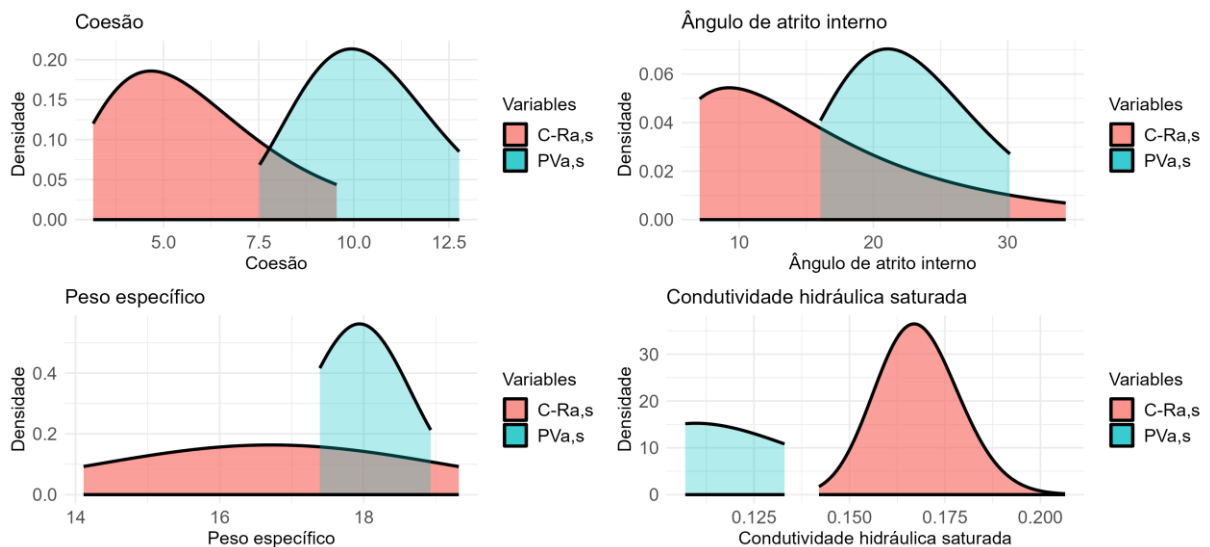 Coesão
Densidade
0.20
0.15
0.10
0.05
0.00
5.0 7.5 10.0 12.5
Coesão
Variables
C-Ra,s
PVa,s
Ângulo de atrito interno
Densidade
0.06
0.04
0.02
0.00
10 20 30
Ângulo de atrito interno
Variables
C-Ra,s
PVa,s
Peso específico
Densidade
0.4
0.2
0.0
14 16 18
Peso específico
Variables
C-Ra,s
PVa,s
Condutividade hidráulica saturada
Densidade
30
20
10
0
0.125 0.150 0.175 0.200
Condutividade hidráulica saturada
Variables
C-Ra,s
PVa,s